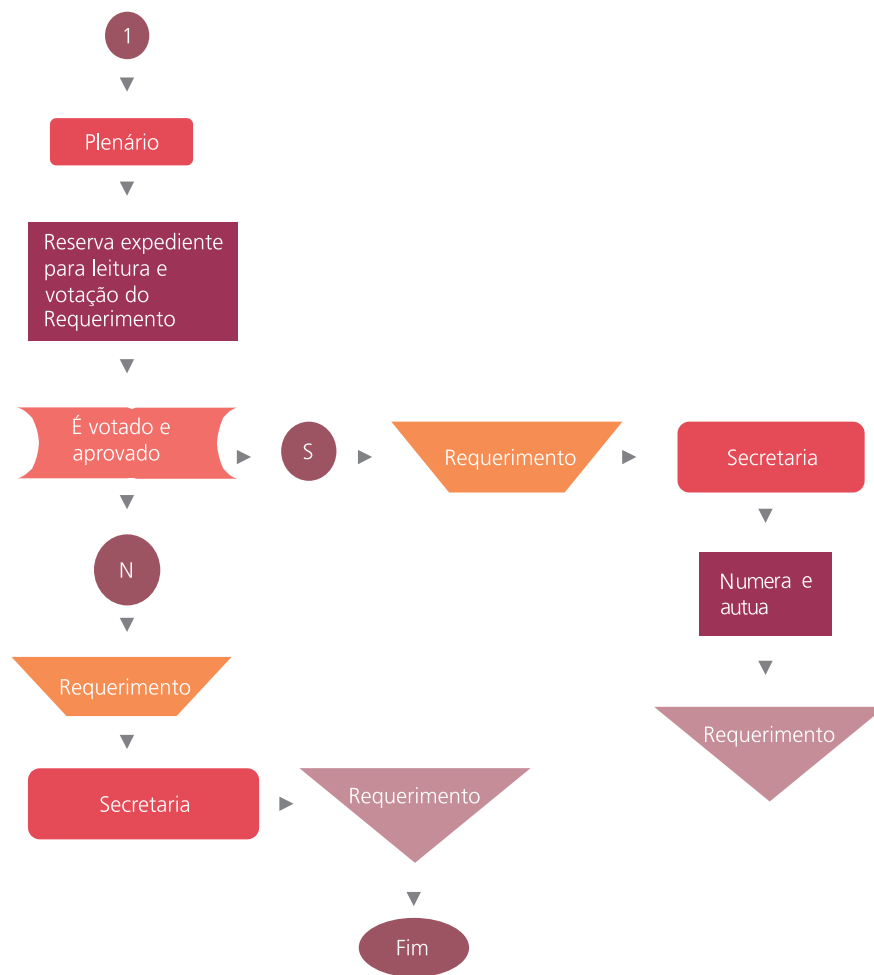 1
Plenário
Reserva expediente
para leitura e
votação do
Requerimento
É votado e
aprovado
S
Requerimento
Secretaria
N
Numera e
autua
Requerimento
Requerimento
Secretaria
Requerimento
Fim